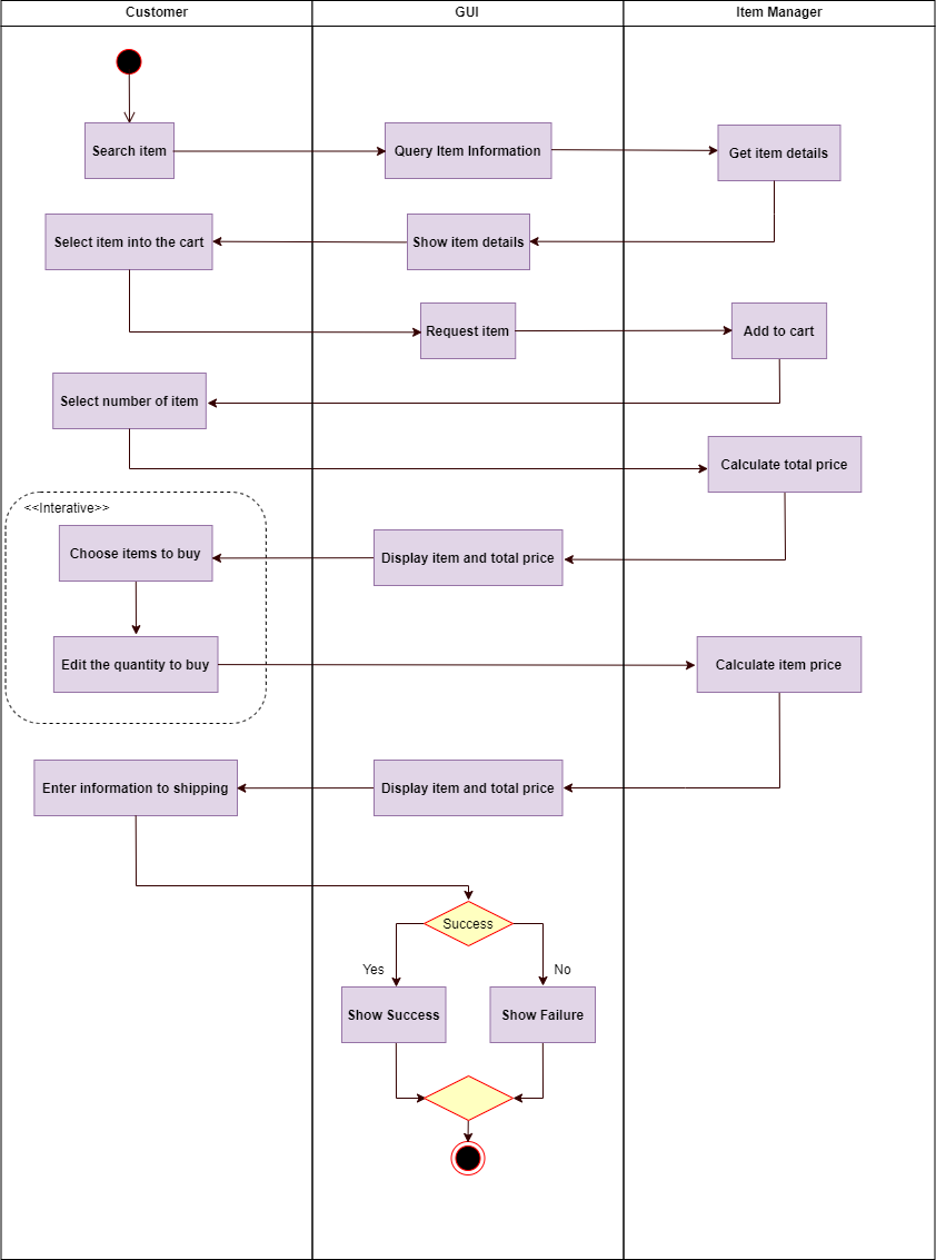 Customer
GUI
Item Manager
Search item
Query Item Information
Get item details
Select item into the cart
Show item details
Request item
Add to cart
Select number of item
Calculate total price
<<Interative>>
Choose items to buy
Display item and total price
Edit the quantity to buy
Calculate item price
Enter information to shipping
Display item and total price
Success
Yes
No
Show Success
Show Failure